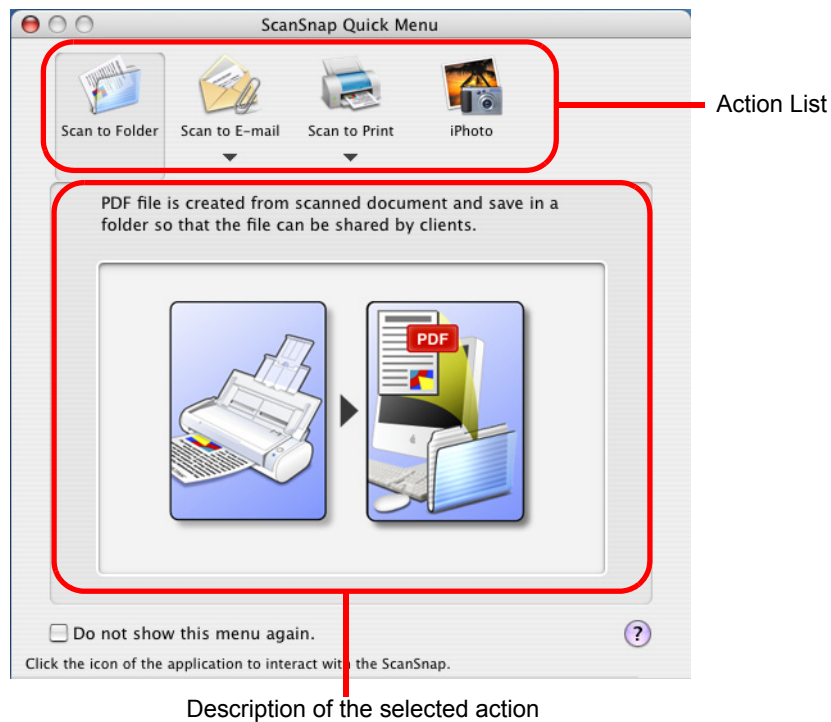 ScanSnap Quick Menu
Scan to Folder
Scan to E-mail
Scan to Print
iPhoto
Action List
PDF file is created from scanned document and save in a
folder so that the file can be shared by clients.
PDF
Do not show this menu again.
?
Click the icon of the application to interact with the ScanSnap.
Description of the selected action